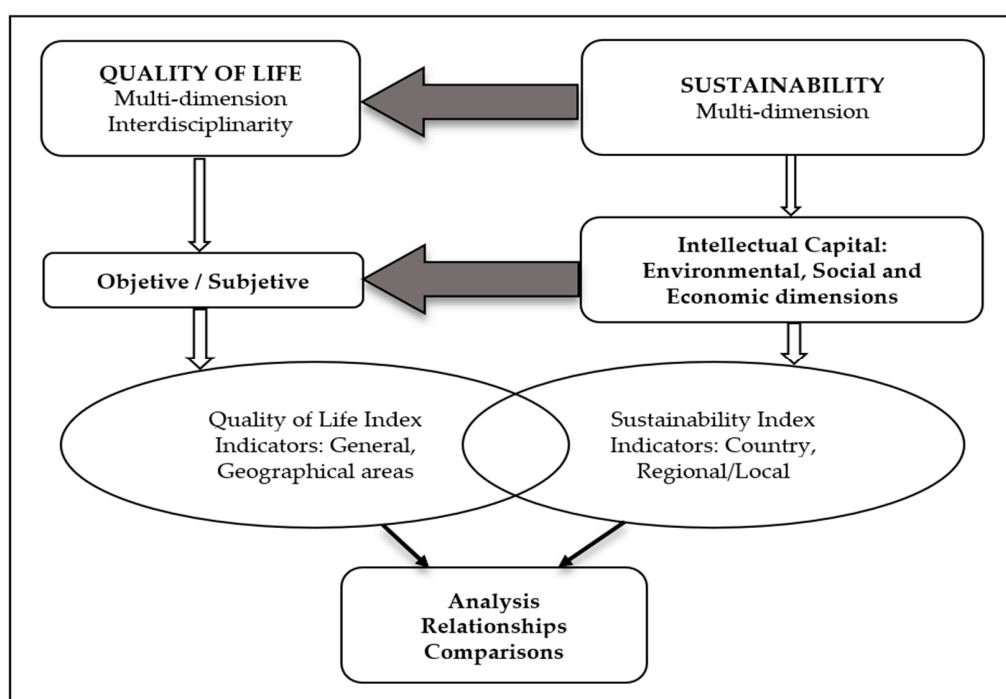 QUALITY OF LIFE
Multi-dimension
Interdisciplinarity
SUSTAINABILITY
Multi-dimension
Objetive / Subjetive
Intellectual Capital:
Environmental, Social and
Economic dimensions
Quality of Life Index
Indicators: General,
Geographical areas
Sustainability Index
Indicators: Country,
Regional/Local
Analysis
Relationships
Comparisons